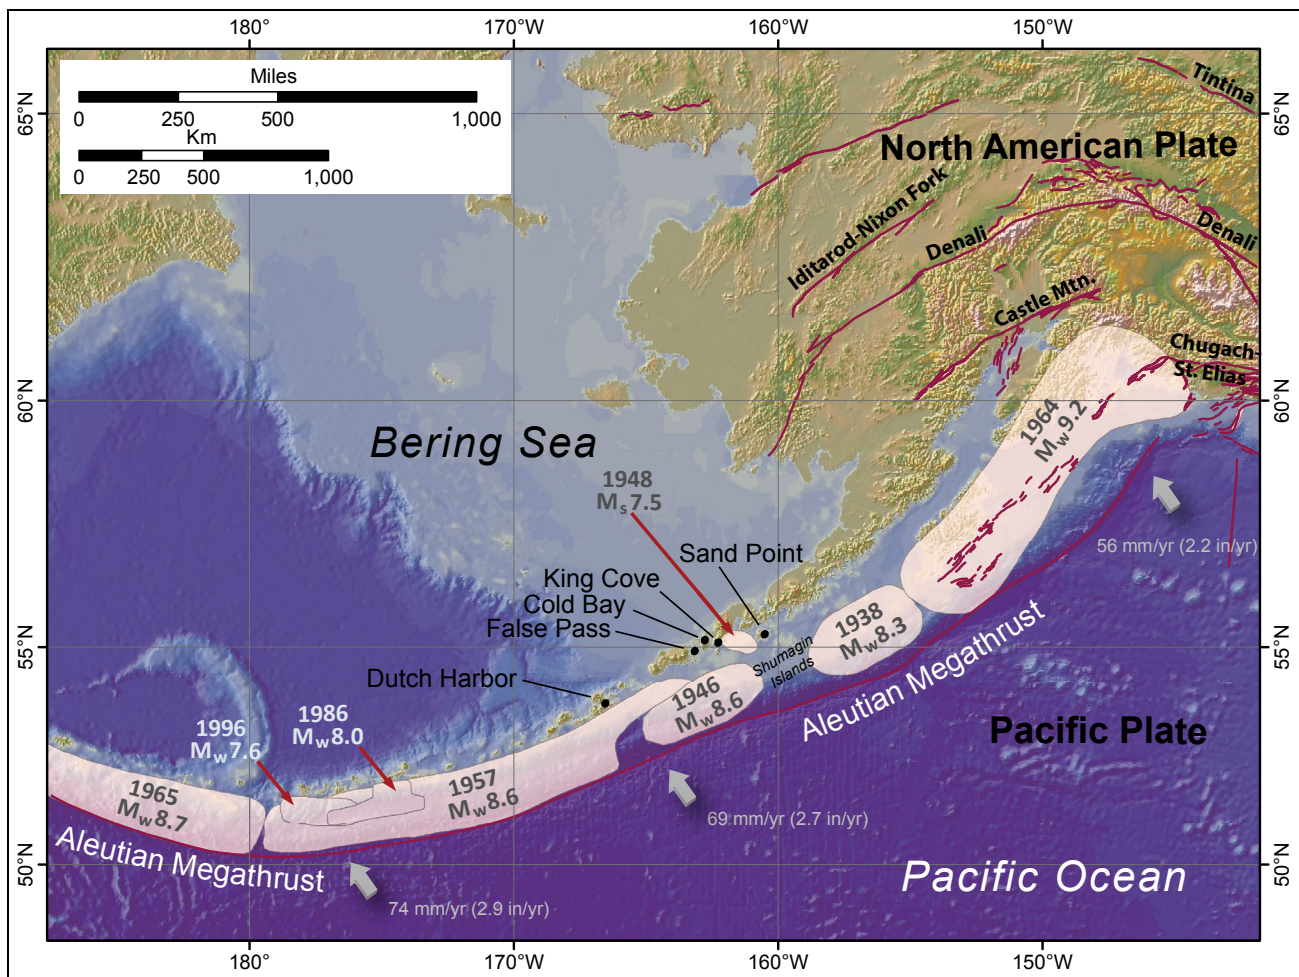 180°
170°W
160°W
150°W
Miles
0
250
500
1,000
Km
0
250
500
1,000
65°N
65°N
Tintina
North American Plate
Iditarod-Nixon Fork
Denali
Denali
Castle Mtn.
Chugach-
St. Elias
60°N
60°N
1964
Mw9.2
Bering Sea
1948
Ms7.5
56 mm/yr (2.2 in/yr)
Sand Point
King Cove
Cold Bay
False Pass
Dutch Harbor
55°N
55°N
1938
Mw8.3
Shumagin
Islands
1946
Mw8.6
Aleutian Megathrust
Pacific Plate
1996
Mw7.6
1986
Mw8.0
1957
Mw8.6
1965
Mw8.7
69 mm/yr (2.7 in/yr)
Aleutian Megathrust
50°N
50°N
74 mm/yr (2.9 in/yr)
Pacific Ocean
180°
170°W
160°W
150°W